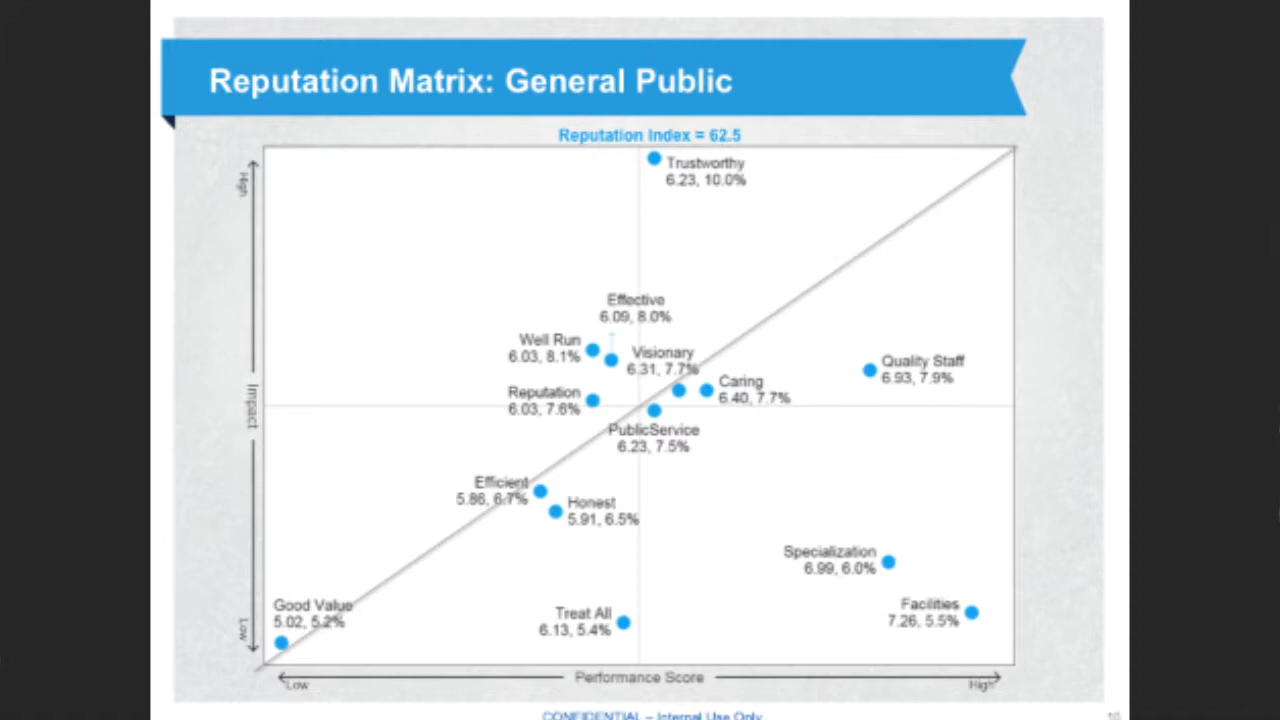 Reputation Matrix: General Public
Reputation Index = 62.5
High
Trustworthy
6.23, 10.0%
Effective
6.09, 8.0%
Well Run
6.03, 8.1%
Visionary
6.31, 7.7%
Quality Staff
6.93, 7.9%
Caring
6.40, 7.7%
Reputation
6.03, 7.6%
Impact
PublicService
6.23, 7.5%
Efficient
5.86, 6.7%
Honest
5.91, 6.5%
Specialization
6.99, 6.0%
Good Value
5.02, 5.2%
Facilities
7.26, 5.5%
Treat All
6.13, 5.4%
Low
Performance Score
Low
High
CONFIDENTIAL – Internal Use Only